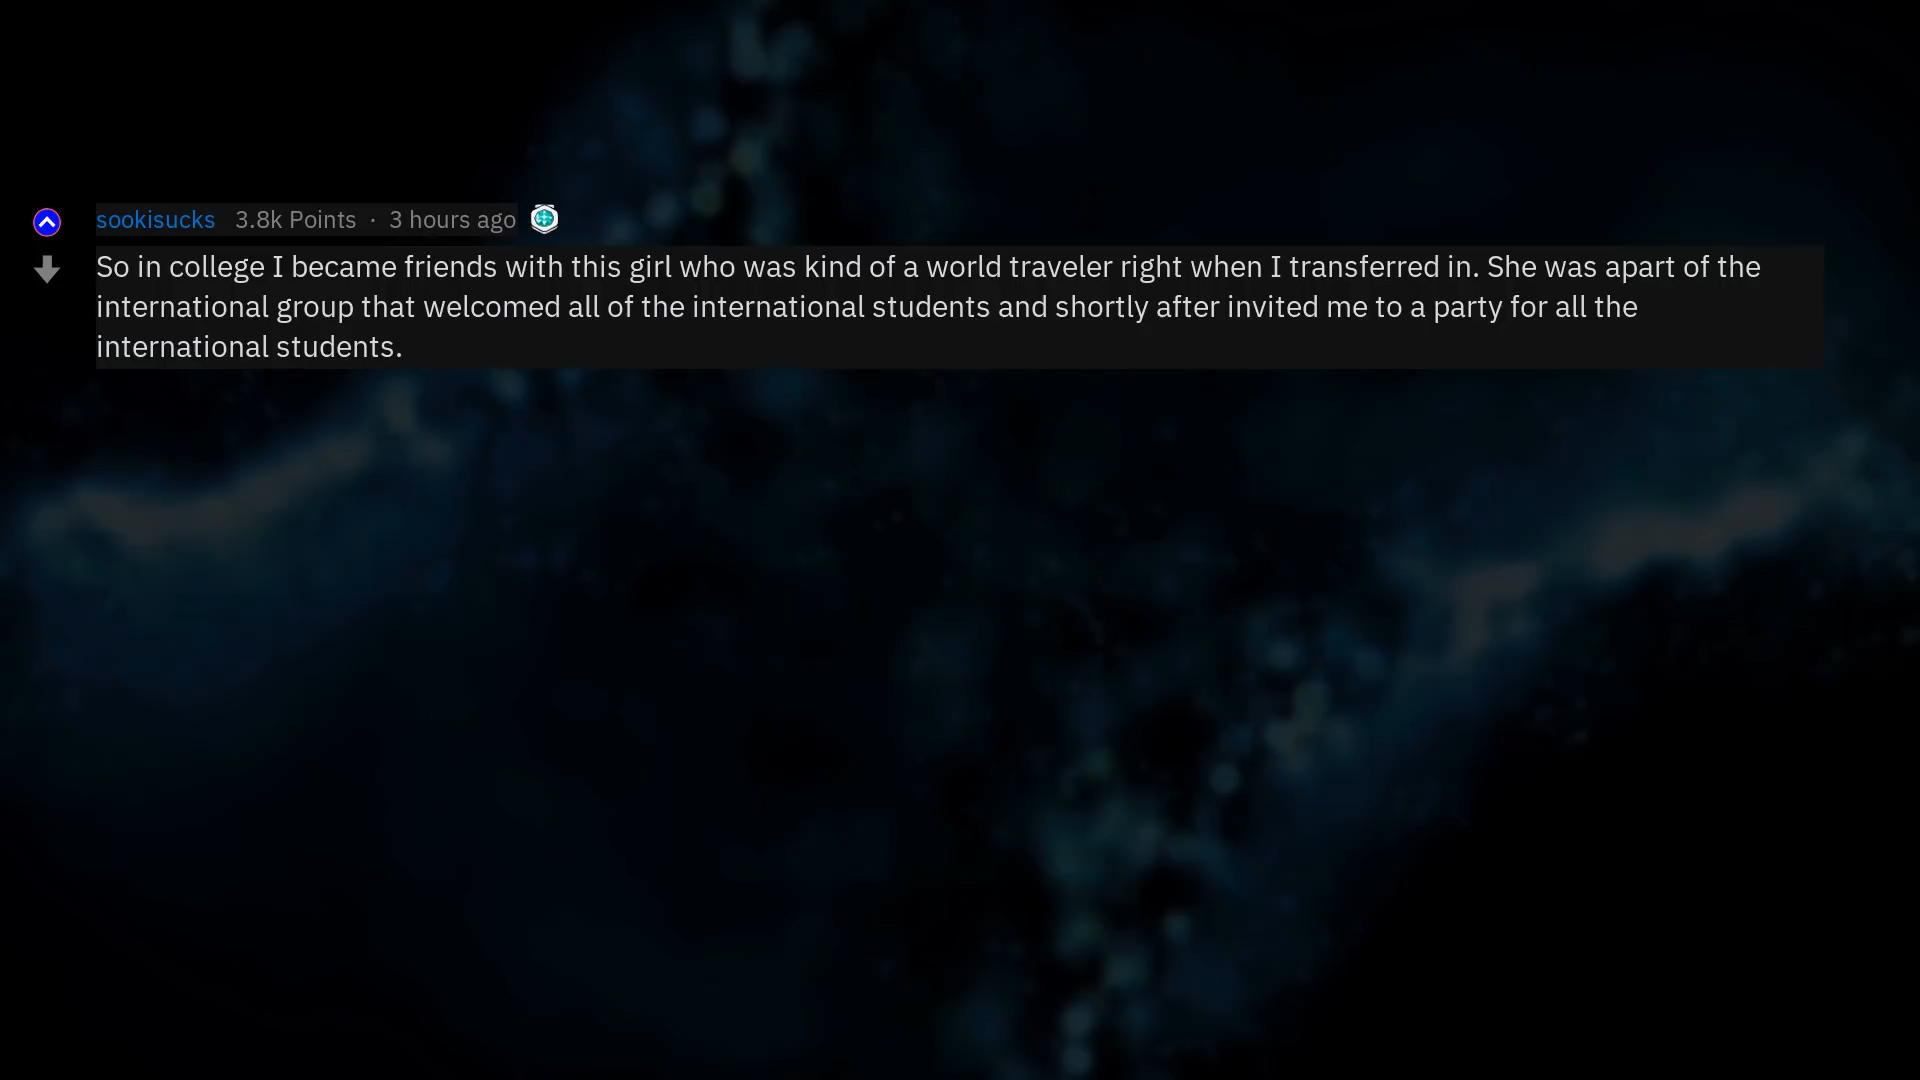 sookisucks 3.8k Points · 3 hours ago
So in college I became friends with this girl who was kind of a world traveler right when I transferred in. She was apart of the
international group that welcomed all of the international students and shortly after invited me to a party for all the
international students.